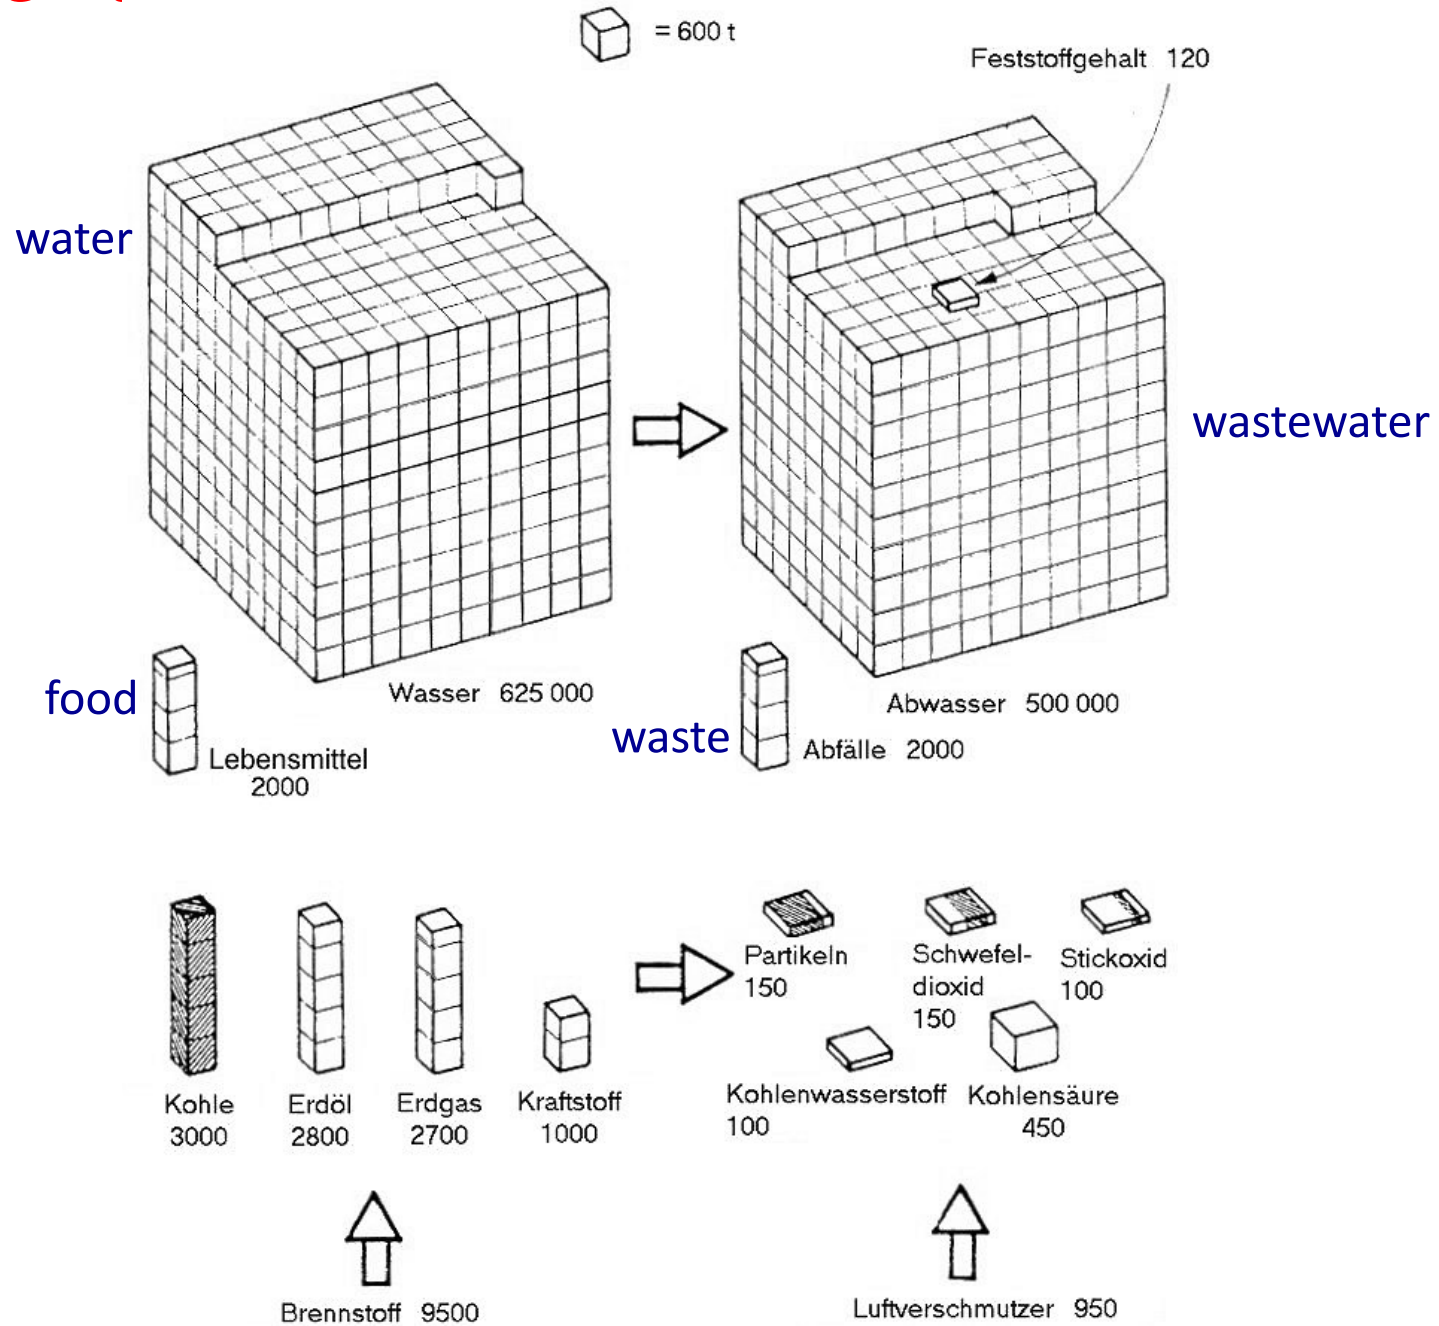 = 600 t
Feststoffgehalt 120
water
wastewater
food
Wasser 625 000
Lebensmittel
2000
waste
Abwasser 500 000
Abfälle 2000
Kohle
3000
Erdöl
2800
Erdgas
2700
Kraftstoff
1000
Partikeln
150
Schwefel-
dioxid
150
Stickoxid
100
Kohlenwasserstoff
100
Kohlensäure
450
Brennstoff 9500
Luftverschmutzer 950